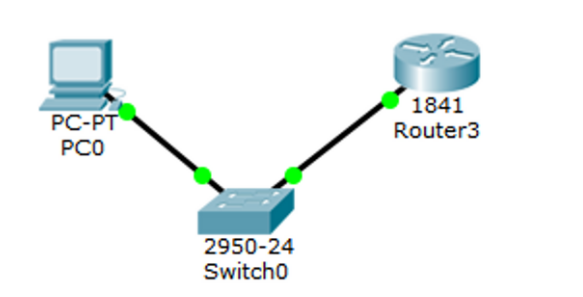 PC-PT
PC0
1841
Router3
2950-24
Switch0